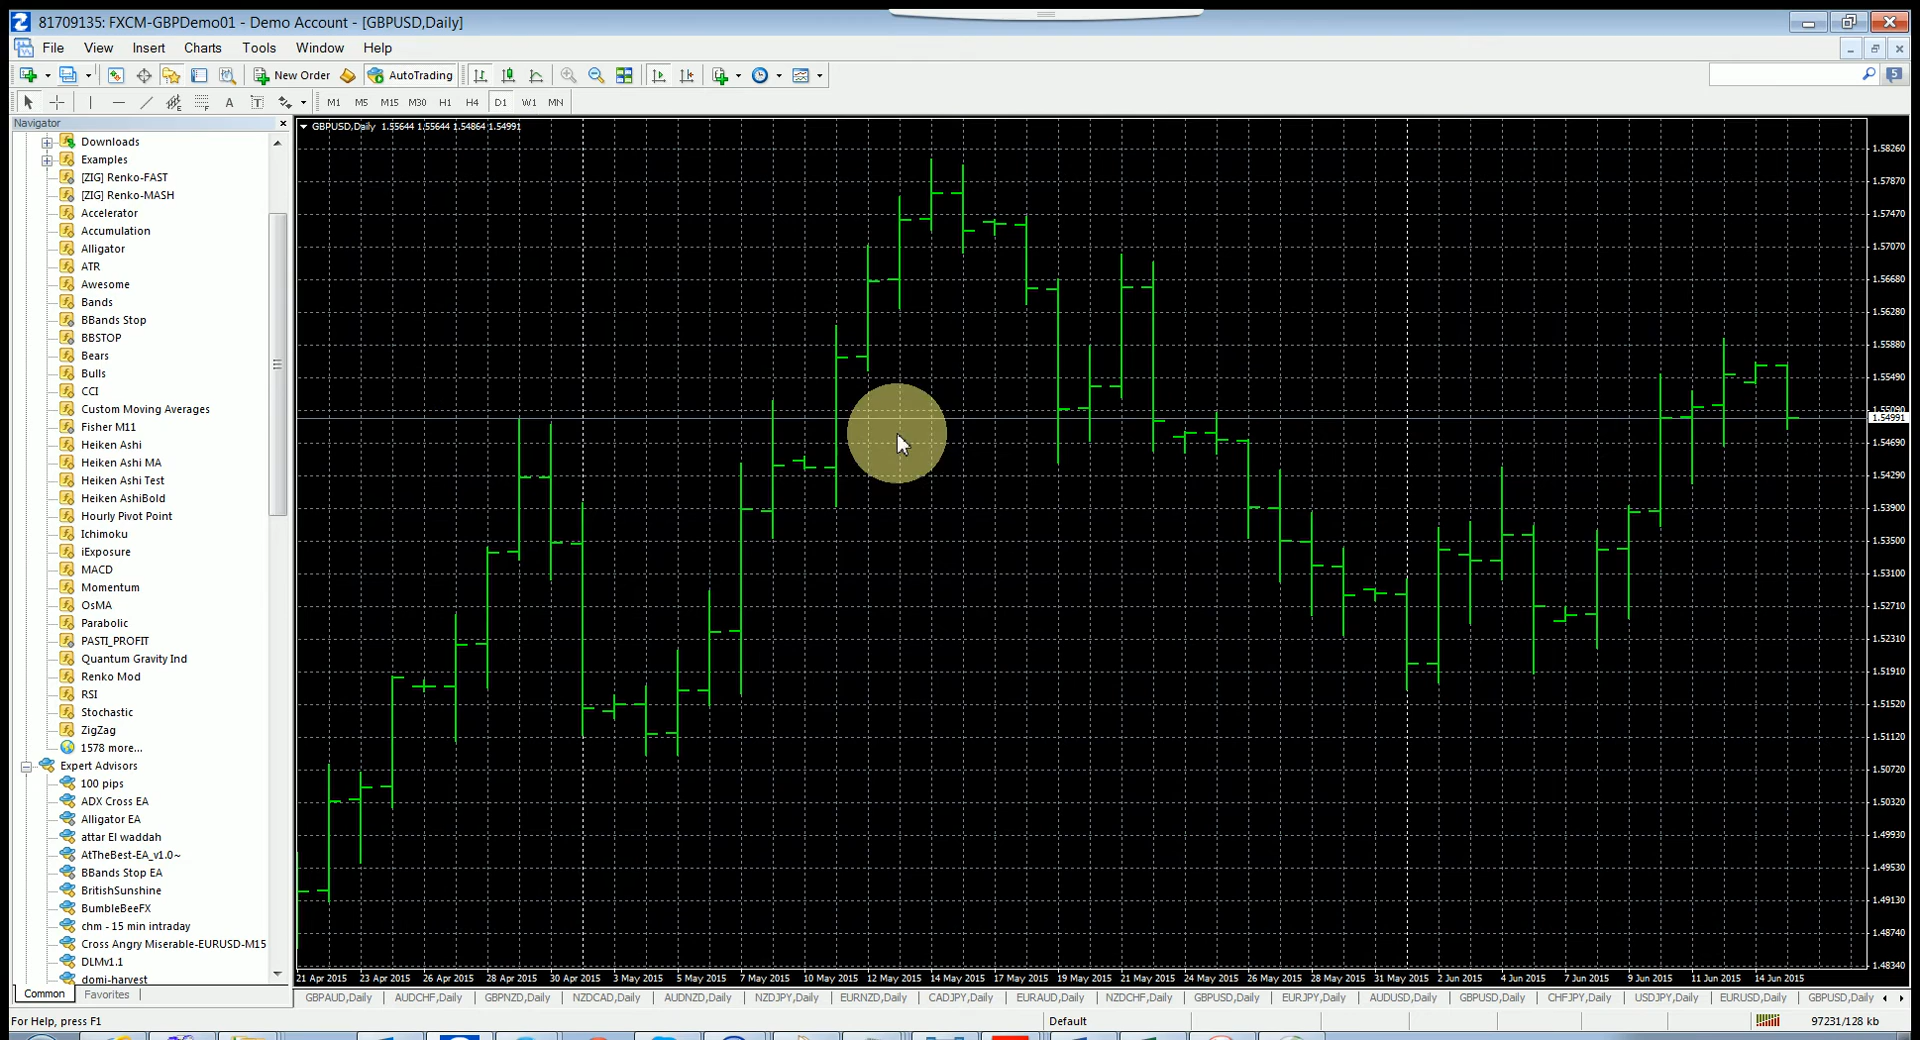 81709135: FXCM-GBPDemo01 - Demo Account - [GBPUSD,Daily]
File View Insert Charts Tools Window Help
New Order AutoTrading
5
A T M1 M5 M15 M30 H1 H4 D1 W1 MN
Navigator
GBPUSD,Daily 1.55644 1.55644 1.54864 1.54991
Downloads
Examples
[ZIG] Renko-FAST
[ZIG] Renko-MASH
Accelerator
Accumulation
Alligator
ATR
Awesome
Bands
BBands Stop
BBSTOP
Bears
Bulls
CCI
Custom Moving Averages
Fisher M11
Heiken Ashi
Heiken Ashi MA
Heiken Ashi Test
Heiken AshiBold
Hourly Pivot Point
Ichimoku
iExposure
MACD
Momentum
OsMA
Parabolic
PASTI_PROFIT
Quantum Gravity Ind
Renko Mod
RSI
Stochastic
ZigZag
1578 more...
Expert Advisors
100 pips
ADX Cross EA
Alligator EA
attar El waddah
AtTheBest-EA_v1.0~
BBands Stop EA
BritishSunshine
BumbleBeeFX
chm - 15 min intraday
Cross Angry Miserable-EURUSD-M15
DLMv1.1
domi-harvest
Common Favorites
1.58260
1.57870
1.57470
1.57070
1.56680
1.56280
1.55880
1.55490
1.55090
1.54991
1.54690
1.54290
1.53900
1.53500
1.53100
1.52710
1.52310
1.51910
1.51520
1.51120
1.50720
1.50320
1.49930
1.49530
1.49130
1.48740
1.48340
21 Apr 2015 23 Apr 2015 26 Apr 2015 28 Apr 2015 30 Apr 2015 3 May 2015 5 May 2015 7 May 2015 10 May 2015 12 May 2015 14 May 2015 17 May 2015 19 May 2015 21 May 2015 24 May 2015 26 May 2015 28 May 2015 31 May 2015 2 Jun 2015 4 Jun 2015 7 Jun 2015 9 Jun 2015 11 Jun 2015 14 Jun 2015
GBPAUD,Daily AUDCHF,Daily GBPNZD,Daily NZDCAD,Daily AUDNZD,Daily NZDJPY,Daily EURNZD,Daily CADJPY,Daily EURAUD,Daily NZDCHF,Daily GBPUSD,Daily EURJPY,Daily AUDUSD,Daily GBPUSD,Daily CHFJPY,Daily USDJPY,Daily EURUSD,Daily GBPUSD,Daily
For Help, press F1 Default 97231/128 kb